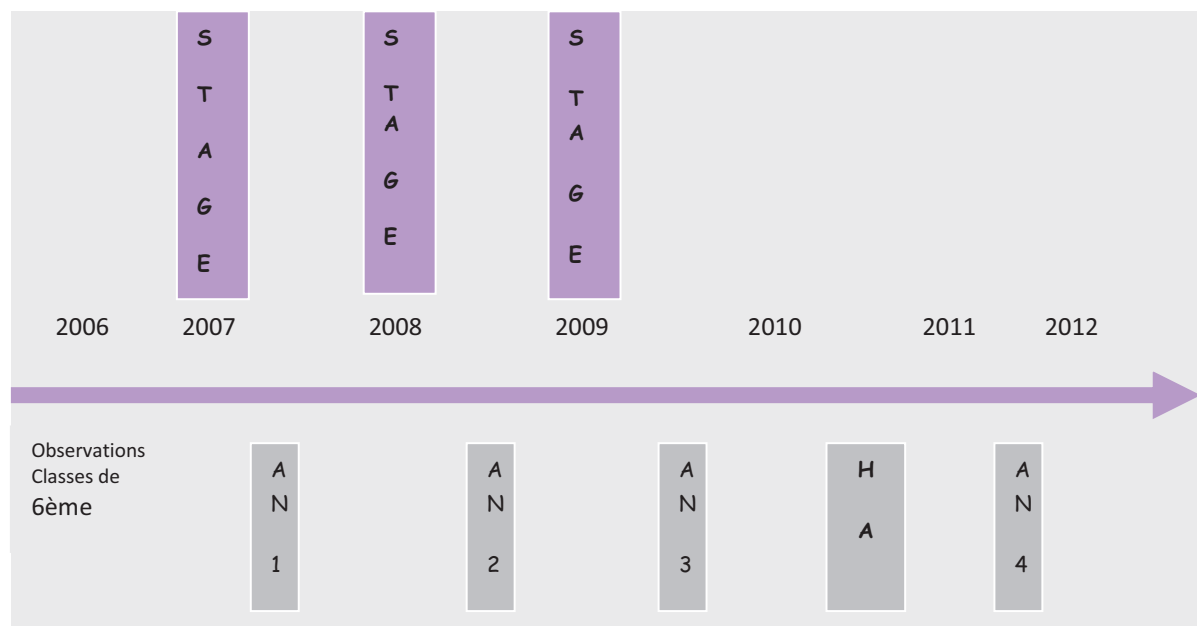 S
T
A
G
E
S
T
A
G
E
S
T
A
G
E
2006 2007 2008 2009 2010 2011 2012
Observations
Classes de
6ème
A
N
1
A
N
2
A
N
3
H
A
A
N
4